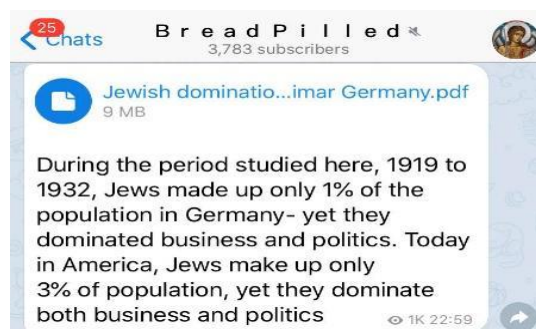 25
Chats
B r e a d P i l l e d
3,783 subscribers
Jewish dominatio...imar Germany.pdf
9 MB
During the period studied here, 1919 to
1932, Jews made up only 1% of the
population in Germany- yet they
dominated business and politics. Today
in America, Jews make up only
3% of population, yet they dominate
both business and politics
1K 22:59